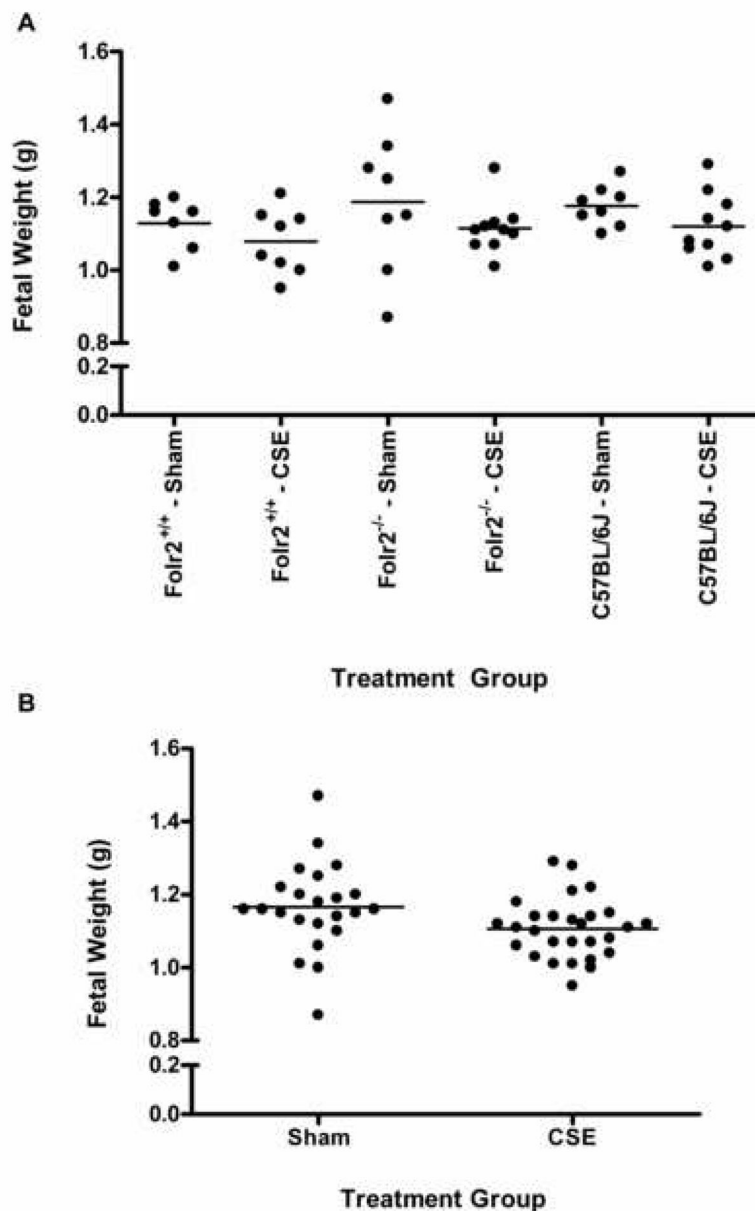 A
1.6
1.4
1.2
1.0
0.8
0.2
0.0
Fetal Weight (g)
Folr2+/+ - Sham
Folr2+/+ - CSE
Folr2-/- - Sham
Folr2-/- - CSE
C57BL/6J - Sham
C57BL/6J - CSE
Treatment Group
B
1.6
1.4
1.2
1.0
0.8
0.2
0.0
Fetal Weight (g)
Sham CSE
Treatment Group